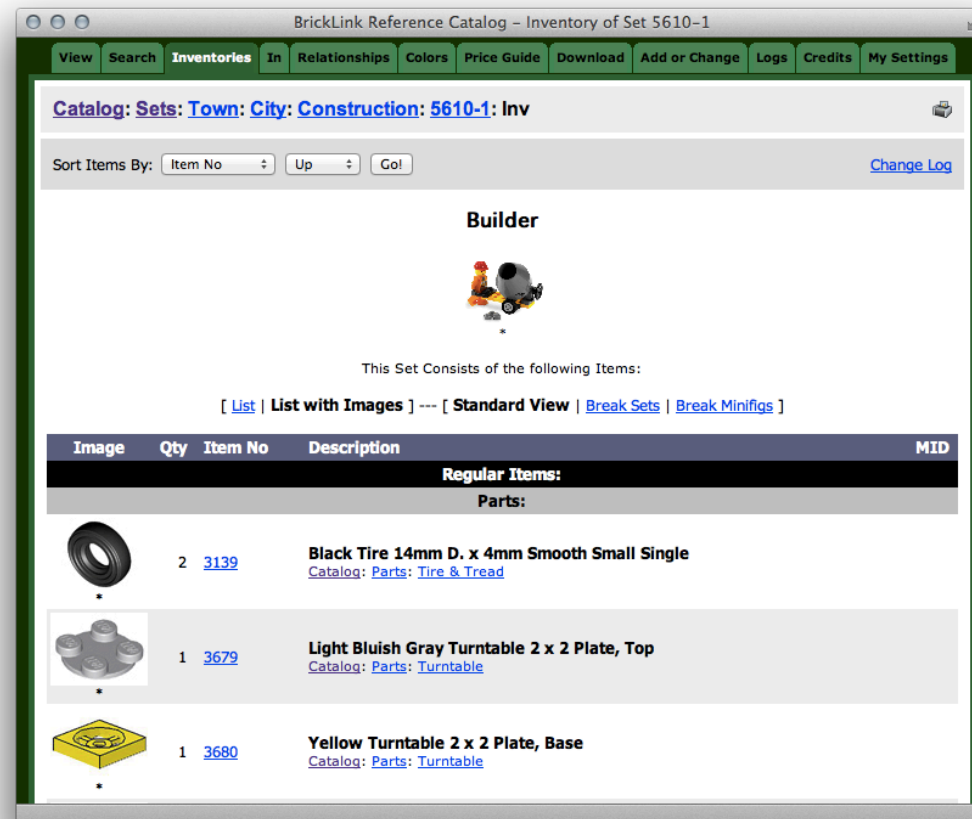 BrickLink Reference Catalog – Inventory of Set 5610–1
View Search Inventories In Relationships Colors Price Guide Download Add or Change Logs Credits My Settings
Catalog: Sets: Town: City: Construction: 5610-1: Inv
Sort Items By: Item No Up Go! Change Log
Builder
*
This Set Consists of the following Items:
[ List | List with Images ] --- [ Standard View | Break Sets | Break Minifigs ]
Image Qty Item No Description MID
Regular Items:
Parts:
* 2 3139 Black Tire 14mm D. x 4mm Smooth Small Single
Catalog: Parts: Tire & Tread
* 1 3679 Light Bluish Gray Turntable 2 x 2 Plate, Top
Catalog: Parts: Turntable
* 1 3680 Yellow Turntable 2 x 2 Plate, Base
Catalog: Parts: Turntable